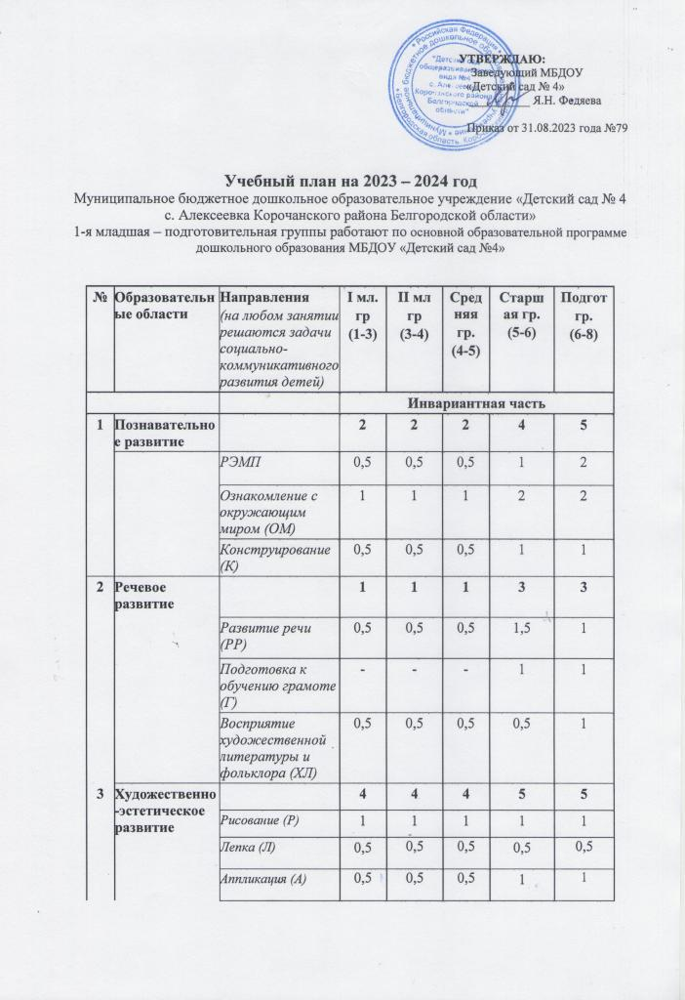 УТВЕРЖДАЮ:
Заведующий МБДОУ
«Детский сад № 4»
Я.Н. Федяева
Приказ от 31.08.2023 года №79
Учебный план на 2023 – 2024 год
Муниципальное бюджетное дошкольное образовательное учреждение «Детский сад № 4
с. Алексеевка Корочанского района Белгородской области»
1-я младшая – подготовительная группы работают по основной образовательной программе
дошкольного образования МБДОУ «Детский сад №4»
№ Образовательн Направления I мл. II мл Сред Старш Подгот
ые области (на любом занятии гр гр няя ая гр. гр.
решаются задачи (1-3) (3-4) гр. (5-6) (6-8)
социально- (4-5)
коммуникативного
развития детей)
Инвариантная часть
1 Познавательно 2 2 2 4 5
е развитие
РЭМП 0,5 0,5 0,5 1 2
Ознакомление с 1 1 1 2 2
окружающим
миром (ОМ)
Конструирование 0,5 0,5 0,5 1 1
(К)
2 Речевое 1 1 1 3 3
развитие
Развитие речи 0,5 0,5 0,5 1,5 1
(РР)
Подготовка к - - - 1 1
обучению грамоте
(Г)
Восприятие 0,5 0,5 0,5 0,5 1
художественной
литературы и
фольклора (ХЛ)
3 Художественно 4 4 4 5 5
-эстетическое
развитие
Рисование (Р) 1 1 1 1 1
Лепка (Л) 0,5 0,5 0,5 0,5 0,5
Аппликация (А) 0,5 0,5 0,5 1 1